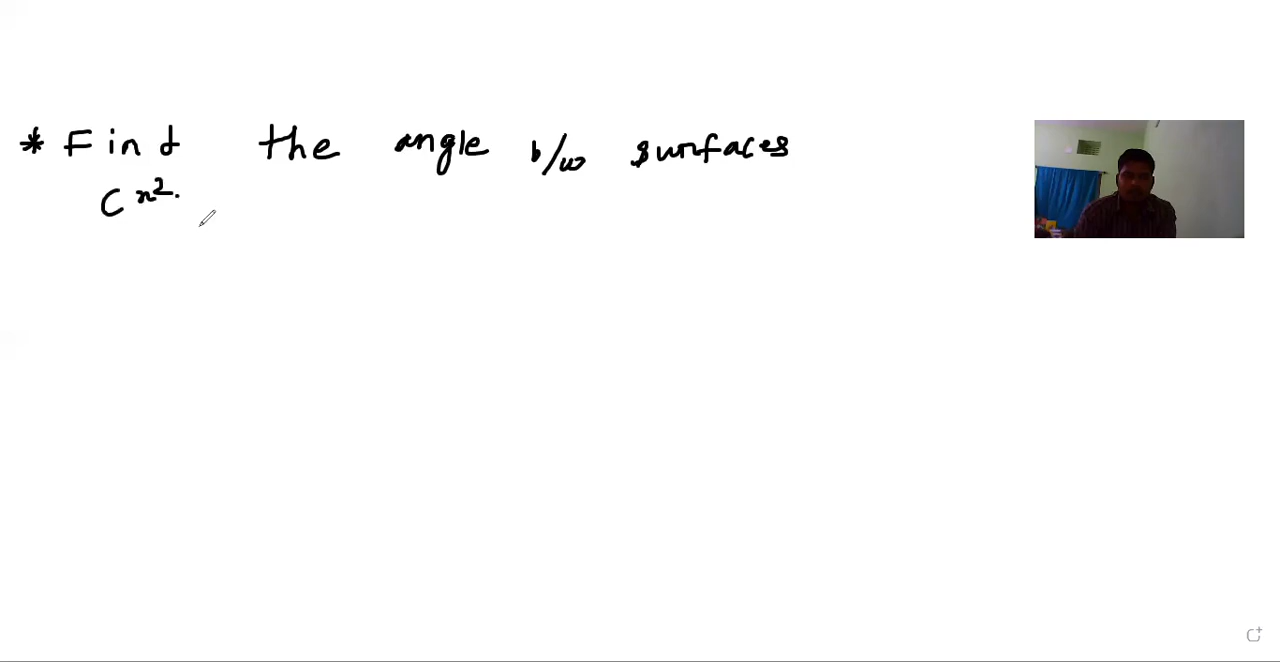 * Find the angle b/w surfaces
(x².